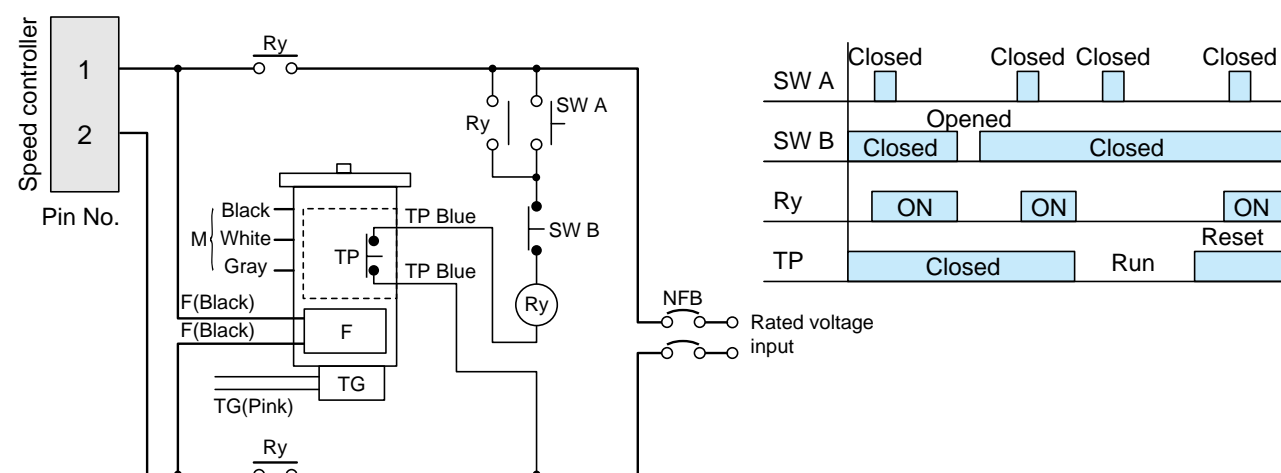 Speed controller
1
2
Pin No.
Ry
Ry
SW A
SW B
Ry
M
Black
White
Gray
TP
TP Blue
TP Blue
F(Black)
F(Black)
F
TG
TG(Pink)
Ry
NFB
Rated voltage
input
Closed Closed Closed Closed
SW A
Opened
SW B Closed Closed
Ry ON ON ON
Reset
TP Closed Run